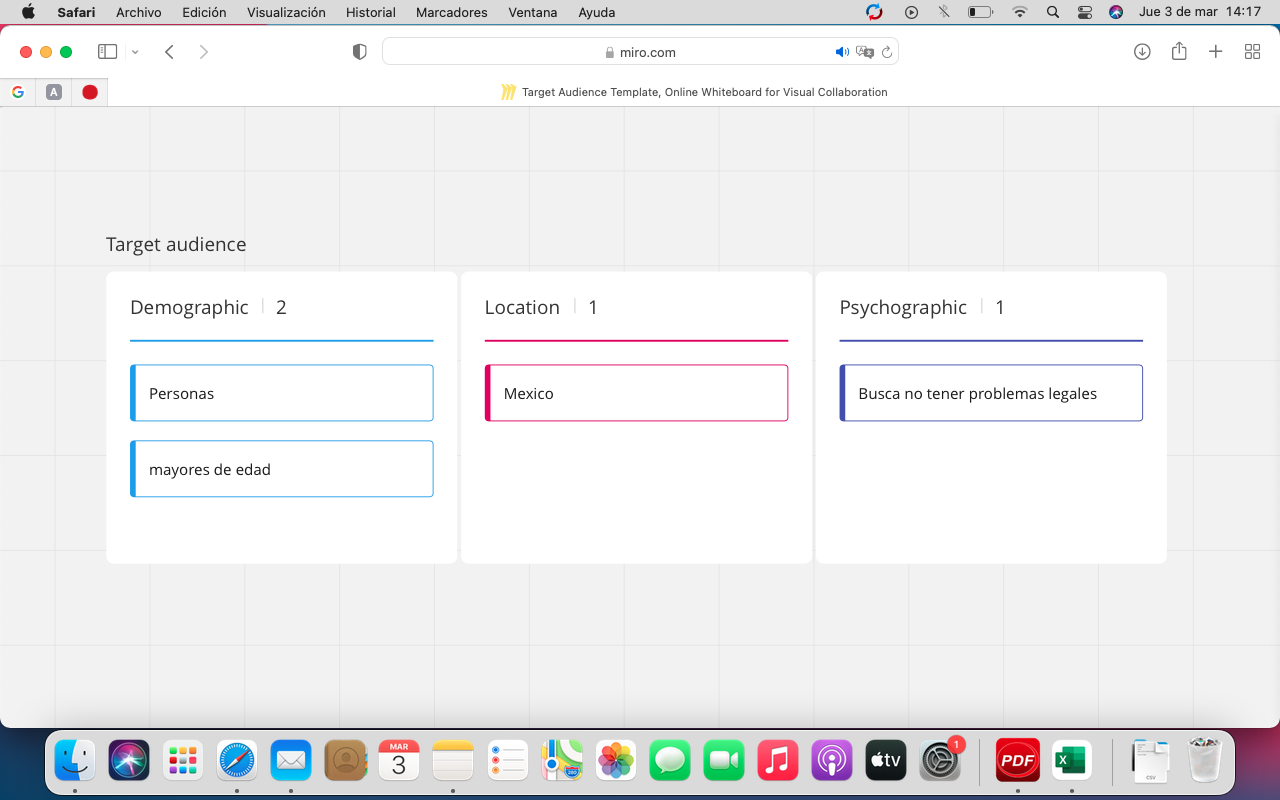 Safari Archivo Edición Visualización Historial Marcadores Ventana Ayuda Jue 3 de mar 14:17
miro.com
G A Target Audience Template, Online Whiteboard for Visual Collaboration
Target audience
Demographic 2
Personas
mayores de edad
Location 1
Mexico
Psychographic 1
Busca no tener problemas legales
MAR
3
280
tv
1
PDF
X
CSV